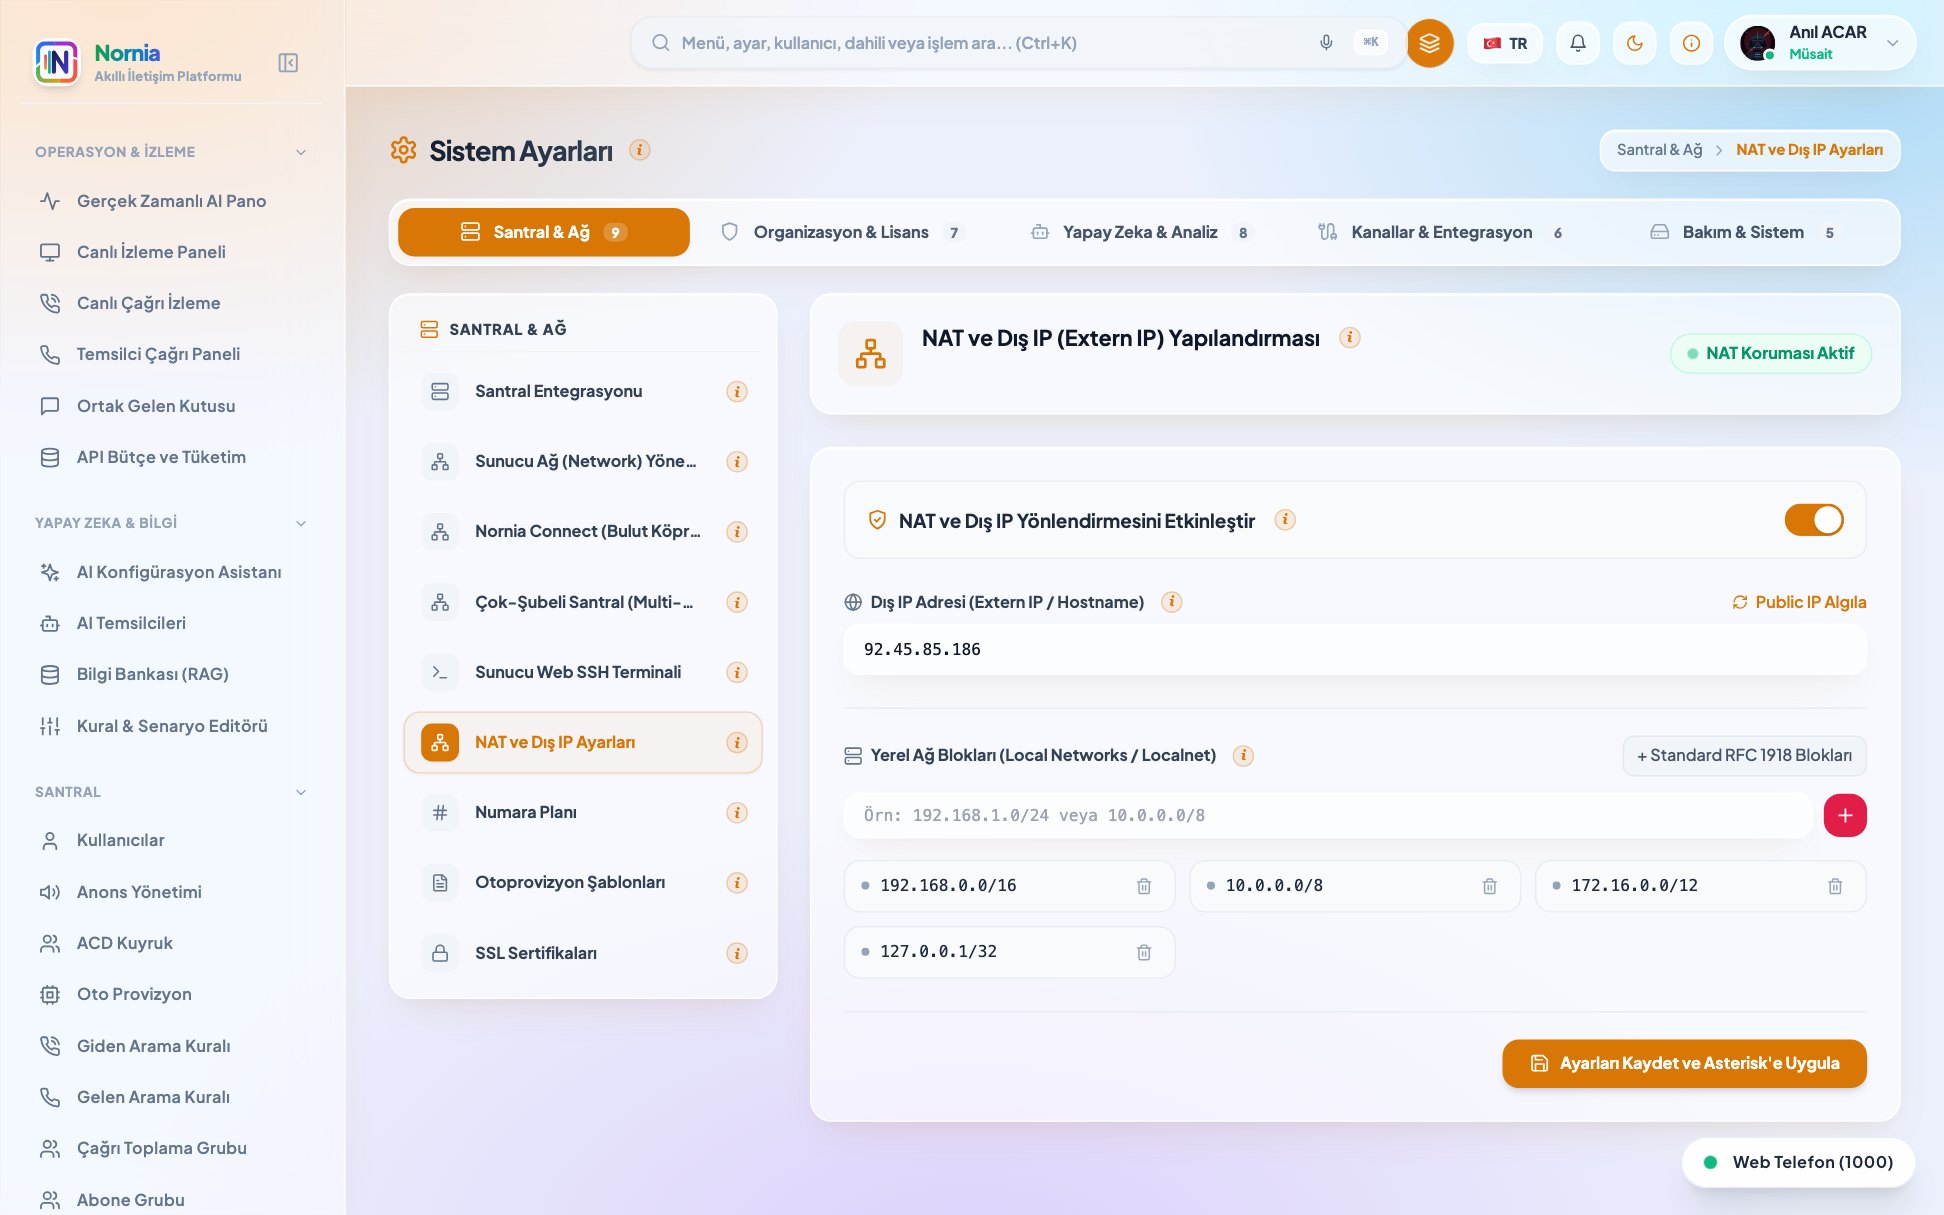 Nornia
Akıllı İletişim Platformu
Menü, ayar, kullanıcı, dahili veya işlem ara... (Ctrl+K)
⌘K
TR
Anıl ACAR
Müsait
OPERASYON & İZLEME
Gerçek Zamanlı AI Pano
Canlı İzleme Paneli
Canlı Çağrı İzleme
Temsilci Çağrı Paneli
Ortak Gelen Kutusu
API Bütçe ve Tüketim
YAPAY ZEKA & BİLGİ
AI Konfigürasyon Asistanı
AI Temsilcileri
Bilgi Bankası (RAG)
Kural & Senaryo Editörü
SANTRAL
Kullanıcılar
Anons Yönetimi
ACD Kuyruk
Oto Provizyon
Giden Arama Kuralı
Gelen Arama Kuralı
Çağrı Toplama Grubu
Abone Grubu
Sistem Ayarları
Santral & Ağ > NAT ve Dış IP Ayarları
Santral & Ağ 9
Organizasyon & Lisans 7
Yapay Zeka & Analiz 8
Kanallar & Entegrasyon 6
Bakım & Sistem 5
SANTRAL & AĞ
Santral Entegrasyonu
Sunucu Ağ (Network) Yöne...
Nornia Connect (Bulut Köpr...
Çok-Şubeli Santral (Multi-...
Sunucu Web SSH Terminali
NAT ve Dış IP Ayarları
Numara Planı
Otoprovizyon Şablonları
SSL Sertifikaları
NAT ve Dış IP (Extern IP) Yapılandırması
NAT Koruması Aktif
NAT ve Dış IP Yönlendirmesini Etkinleştir
Dış IP Adresi (Extern IP / Hostname)
Public IP Algıla
92.45.85.186
Yerel Ağ Blokları (Local Networks / Localnet)
+ Standard RFC 1918 Blokları
Örn: 192.168.1.0/24 veya 10.0.0.0/8
192.168.0.0/16
10.0.0.0/8
172.16.0.0/12
127.0.0.1/32
Ayarları Kaydet ve Asterisk'e Uygula
Web Telefon (1000)